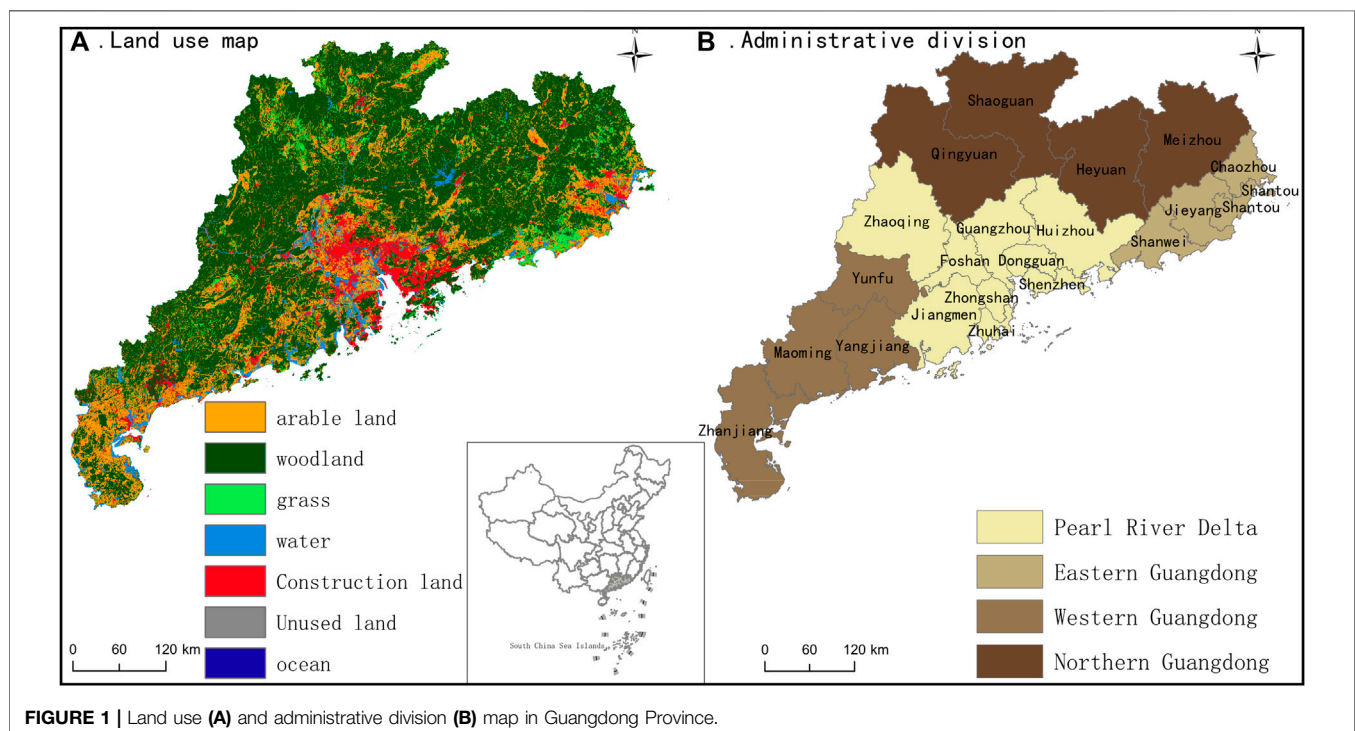 A .Land use map
N
arable land
woodland
grass
water
Construction land
Unused land
ocean
0 60 120 km
South China Sea Islands
B .Administrative division
N
Shaoguan
Meizhou
Qingyuan
Heyuan
Chaozhou
Shantou
Jieyang
Shantou
Zhaoqing
Guangzhou
Huizhou
Shanwei
Foshan
Dongguan
Yunfu
Shenzhen
Zhongshan
Jiangmen
Zhuhai
Maoming
Yangjiang
Zhanjiang
Pearl River Delta
Eastern Guangdong
Western Guangdong
Northern Guangdong
0 60 120 km
FIGURE 1 | Land use (A) and administrative division (B) map in Guangdong Province.